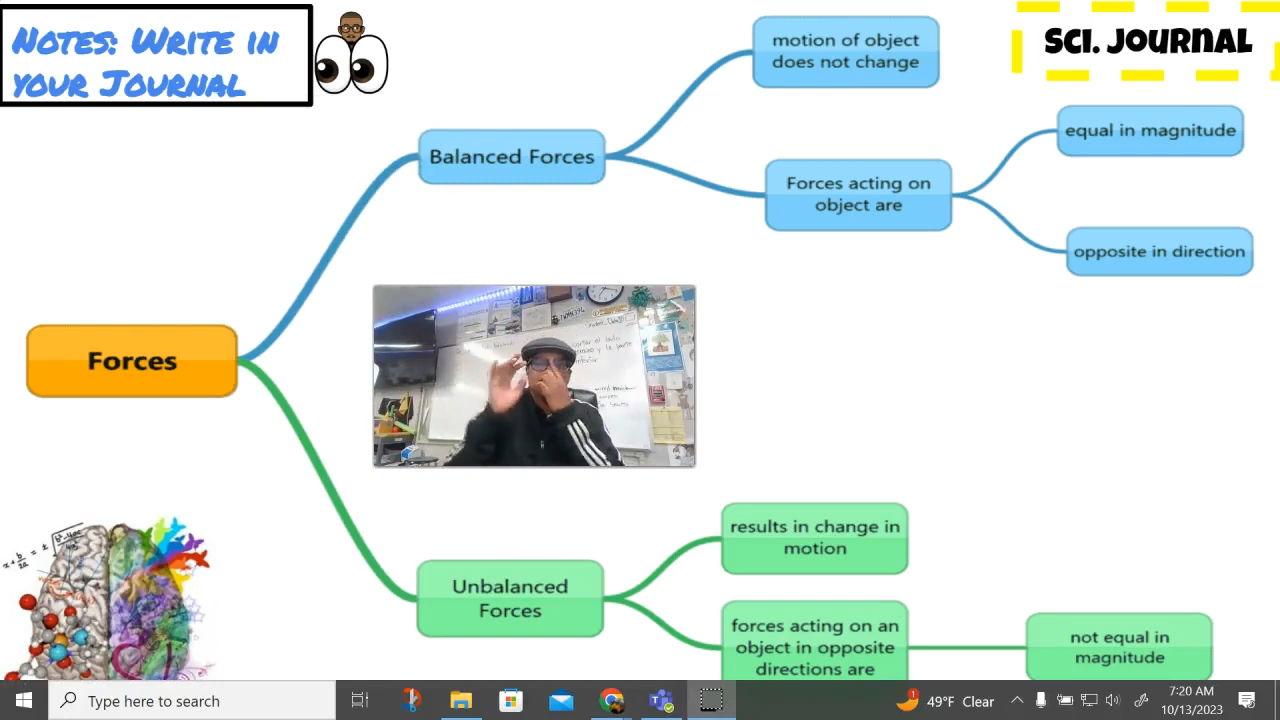 NOTES: WRITE IN
YOUR JOURNAL
SCI. JOURNAL
motion of object
does not change
Balanced Forces
Forces acting on
object are
equal in magnitude
opposite in direction
Forces
Unbalanced
Forces
results in change in
motion
forces acting on an
object in opposite
directions are
not equal in
magnitude
Type here to search
1
49°F Clear
7:20 AM
10/13/2023